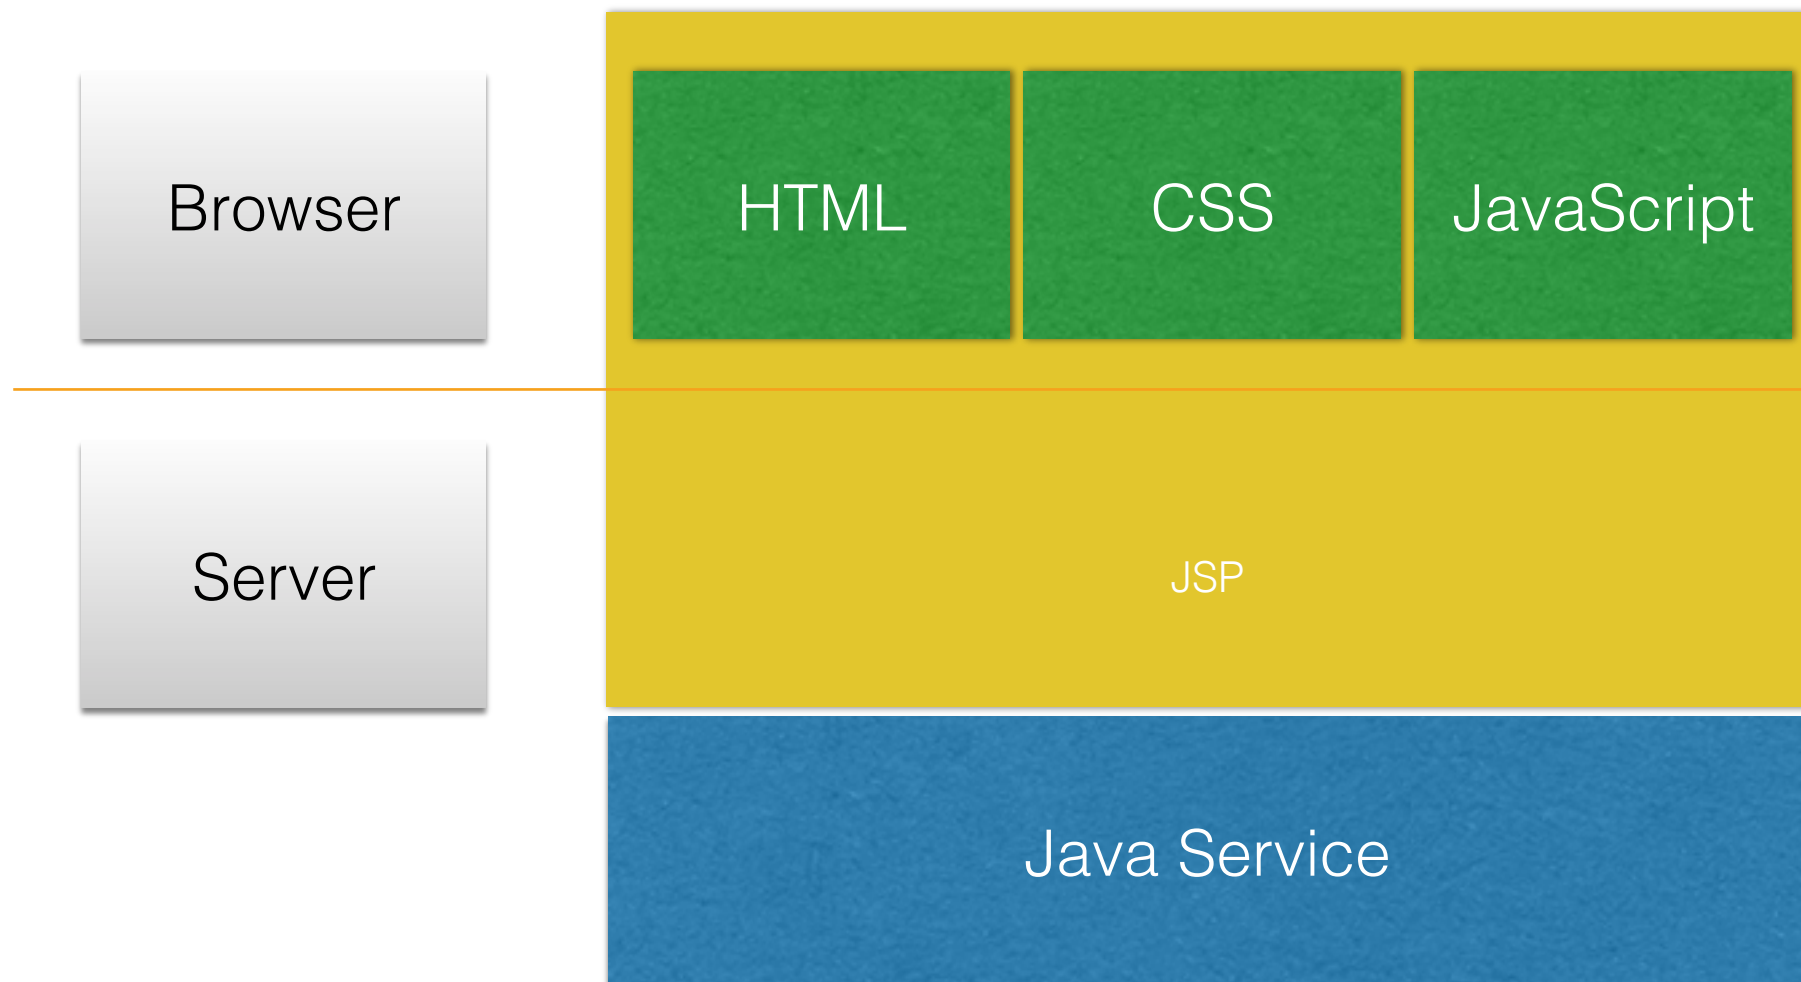 Browser
HTML
CSS
JavaScript
Server
JSP
Java Service